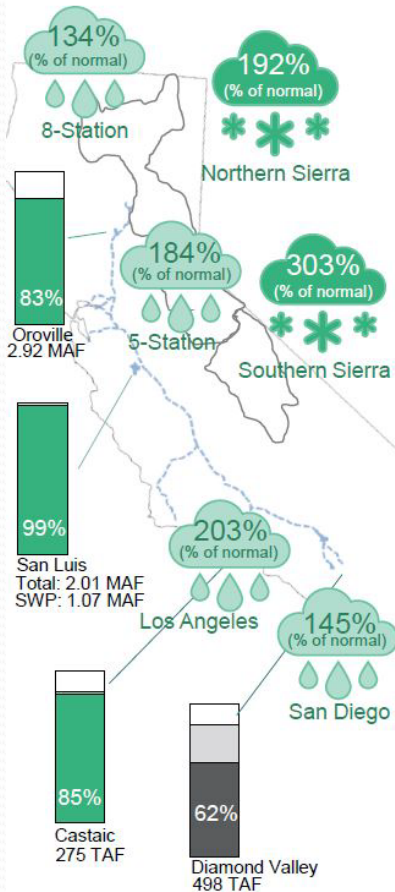 134%
(% of normal)
8-Station
192%
(% of normal)
Northern Sierra
83%
Oroville
2.92 MAF
184%
(% of normal)
5-Station
303%
(% of normal)
Southern Sierra
99%
San Luis
Total: 2.01 MAF
SWP: 1.07 MAF
203%
(% of normal)
Los Angeles
145%
(% of normal)
San Diego
85%
Castaic
275 TAF
62%
Diamond Valley
498 TAF